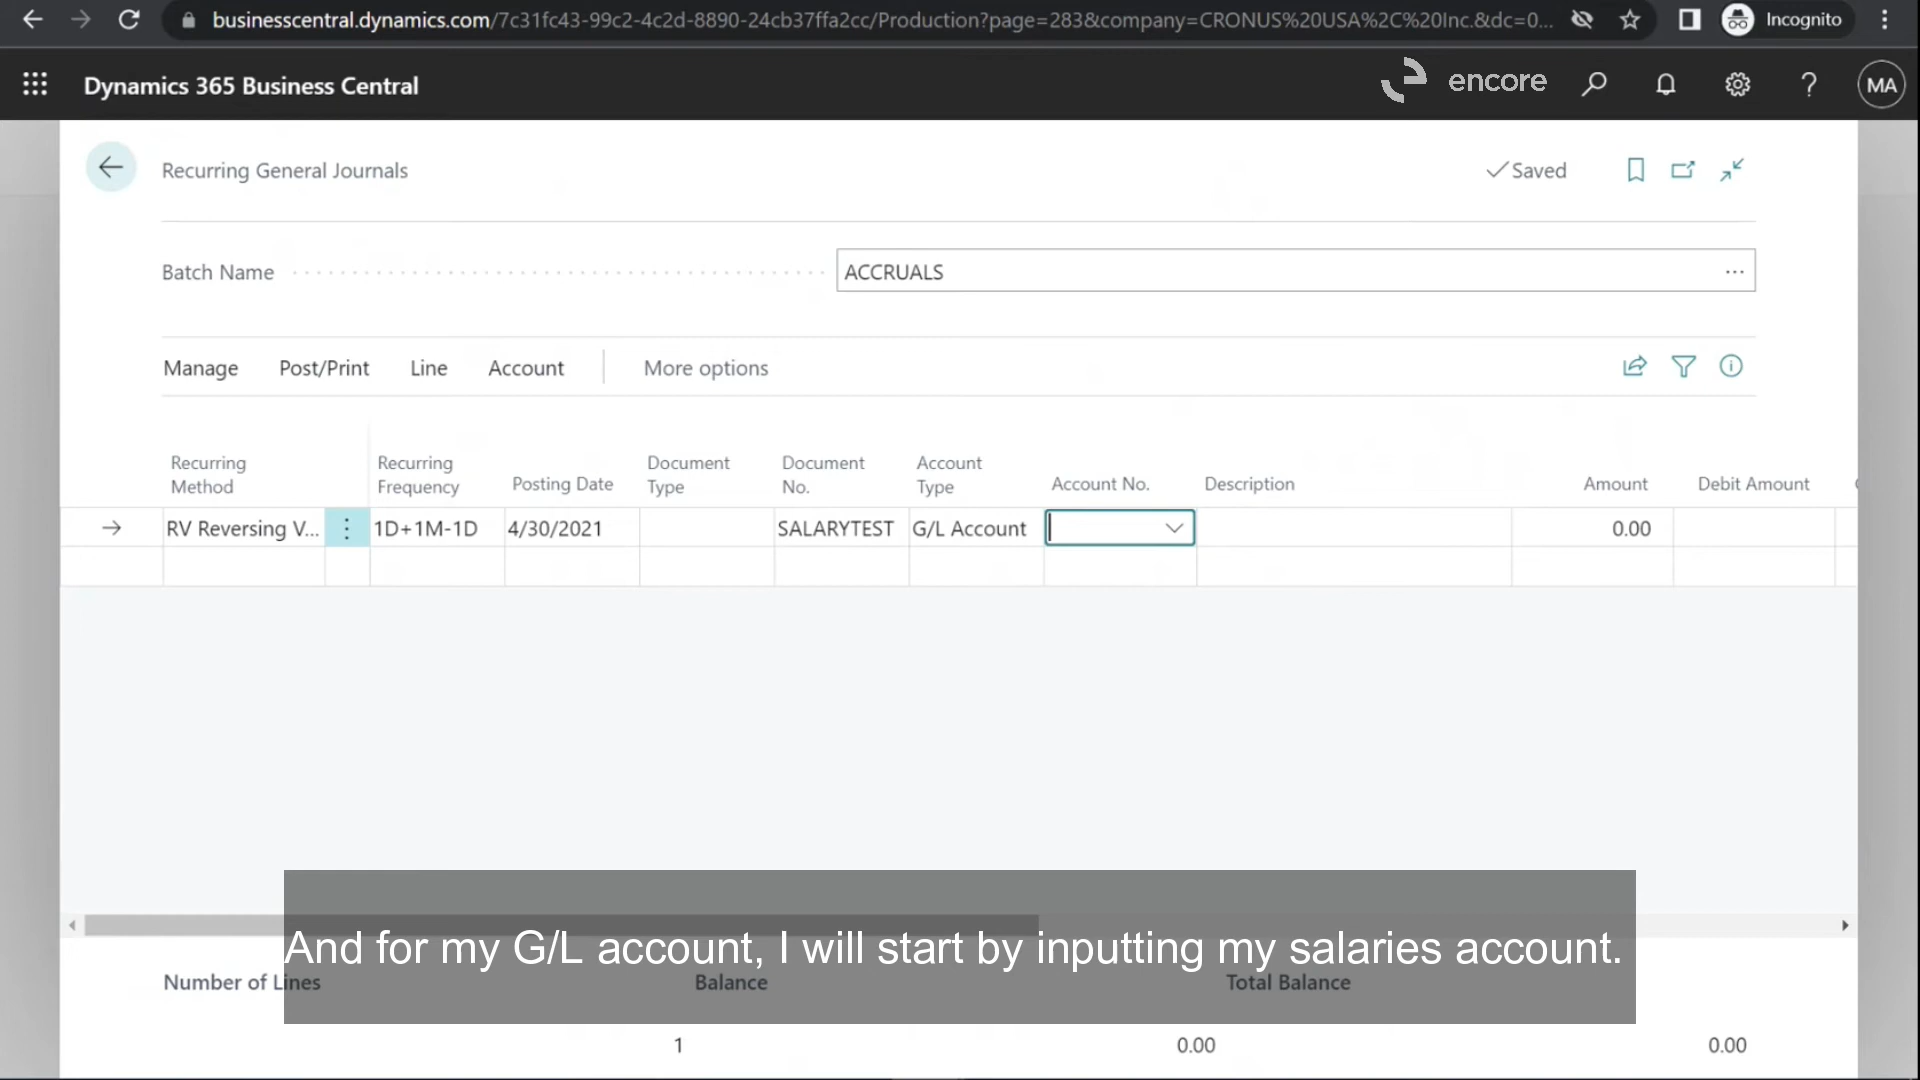 businesscentral.dynamics.com/7c31fc43-99c2-4c2d-8890-24cb37ffa2cc/Production?page=283&company=CRONUS%20USA%2C%20Inc.&dc=0... Incognito
Dynamics 365 Business Central encore ? MA
Recurring General Journals Saved
Batch Name ACCRUALS ...
Manage Post/Print Line Account More options
Recurring Method Recurring Frequency Posting Date Document Type Document No. Account Type Account No. Description Amount Debit Amount
RV Reversing V... 1D+1M-1D 4/30/2021 SALARYTEST G/L Account 0.00
And for my G/L account, I will start by inputting my salaries account.
Number of Lines Balance Total Balance
1 0.00 0.00